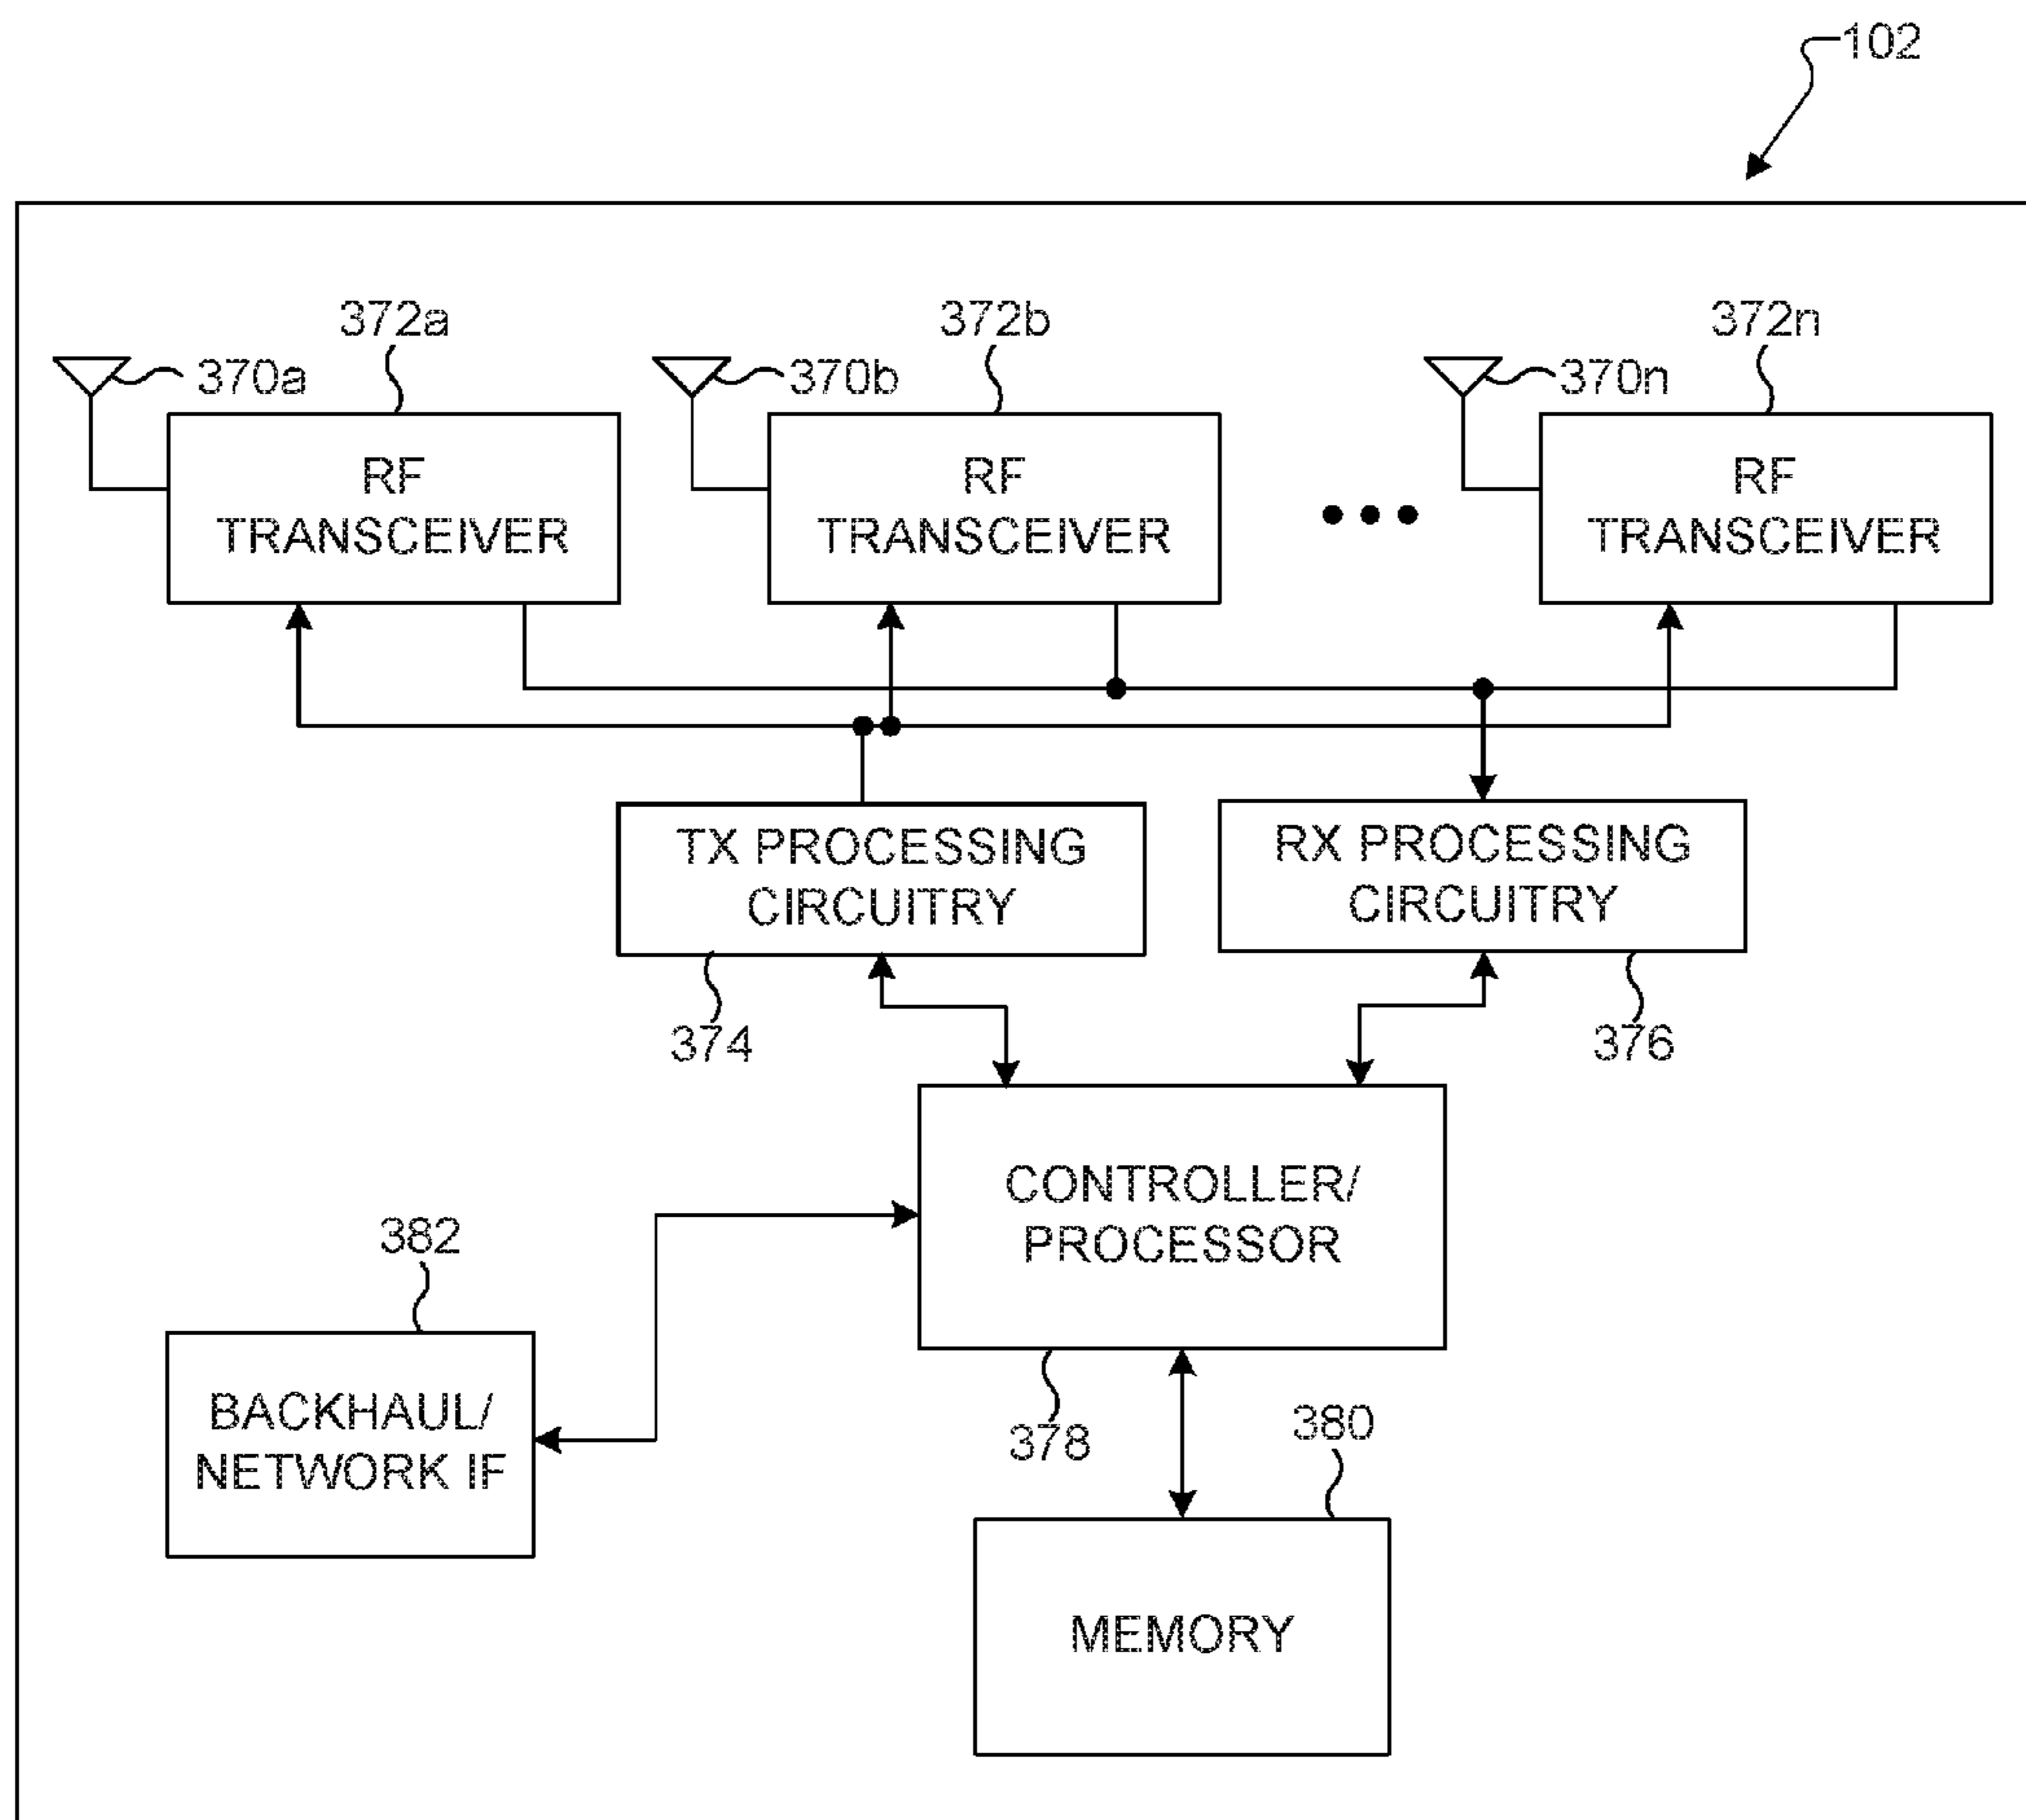 102
372a
372b
372n
370a
370b
370n
RF
TRANSCEIVER
RF
TRANSCEIVER
RF
TRANSCEIVER
TX PROCESSING
CIRCUITRY
RX PROCESSING
CIRCUITRY
374
376
CONTROLLER/
PROCESSOR
382
BACKHAUL/
NETWORK IF
378
380
MEMORY